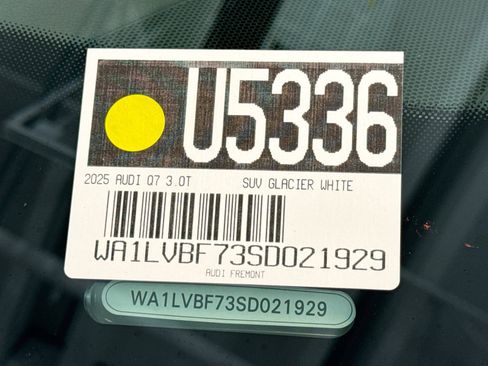 U5336
2025 AUDI Q7 3.0T SUV GLACIER WHITE
WA1LVBF73SD021929
AUDI FREMONT
WA1LVBF73SD021929